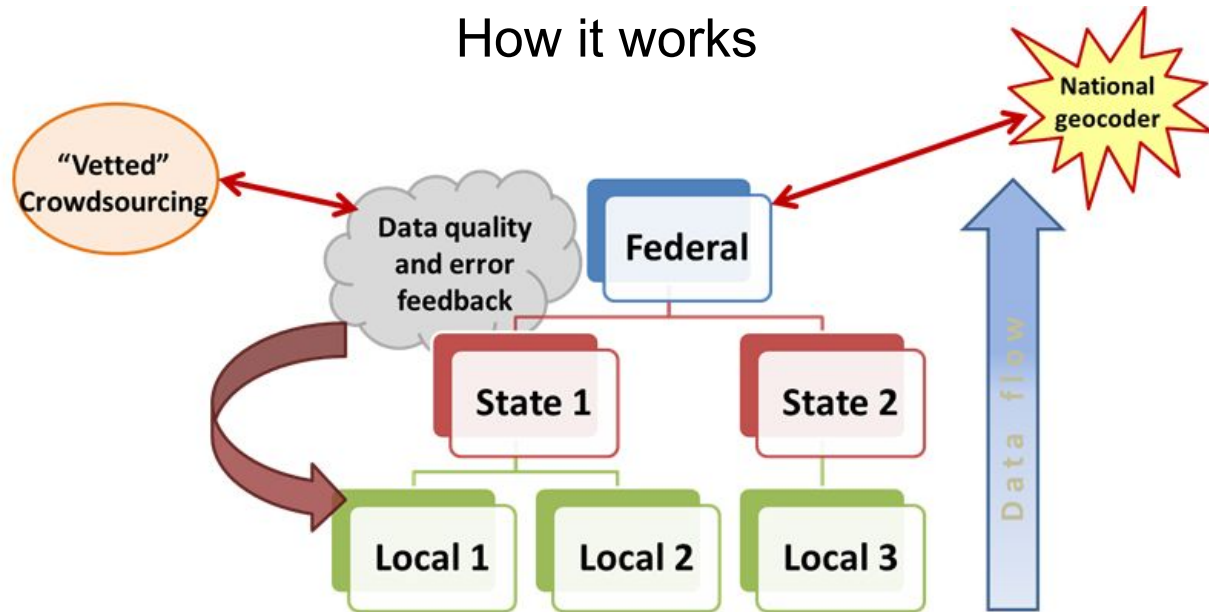 How it works
National
geocoder
“Vetted”
Crowdsourcing
Data quality
and error
feedback
Federal
State 1
State 2
Local 1
Local 2
Local 3
Data flow